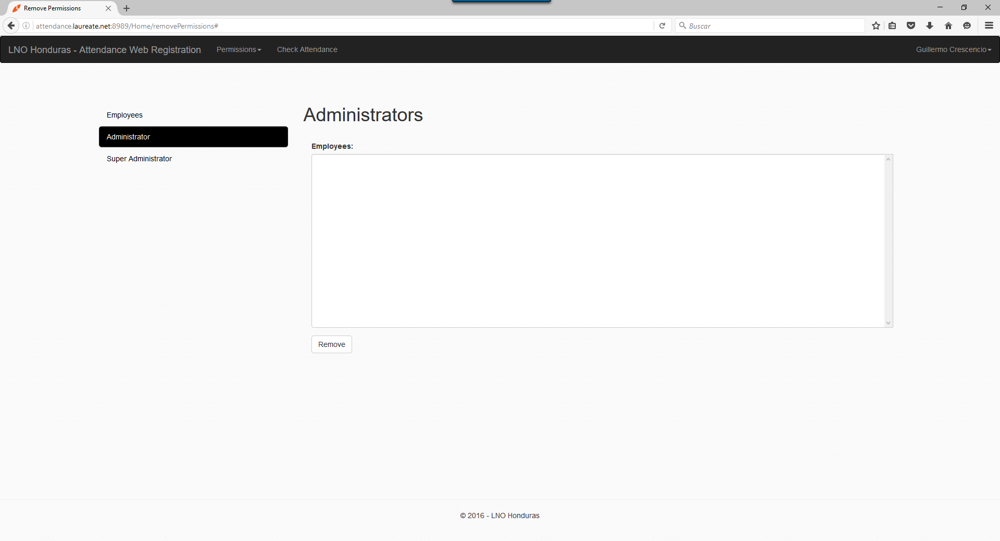 Remove Permissions
attendance.laureate.net:8989/Home/removePermissions#
Buscar
LNO Honduras - Attendance Web Registration
Permissions
Check Attendance
Guillermo Crescencio
Employees
Administrator
Super Administrator
Administrators
Employees:
Remove
© 2016 - LNO Honduras